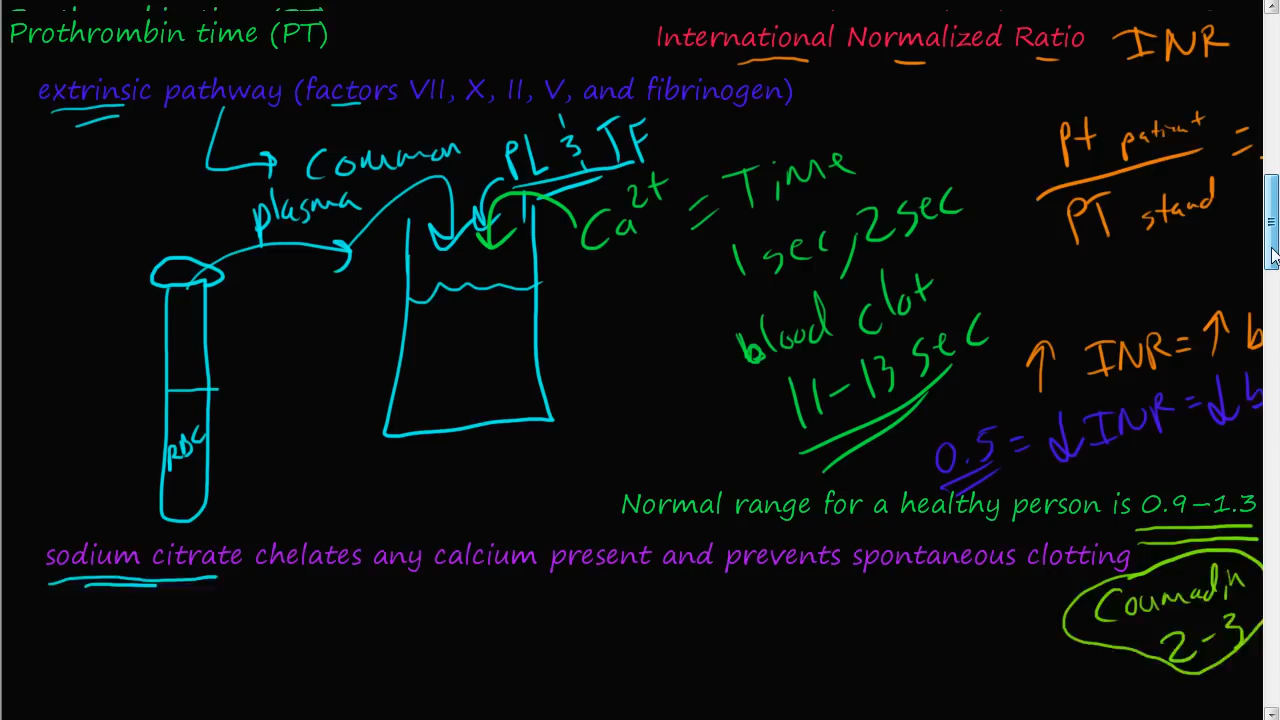 Prothrombin time (PT)
International Normalized Ratio INR
extrinsic pathway (factors VII, X, II, V, and fibrinogen)
Common
PL & TF
plasma
Ca2+
= Time
1 sec, 2 sec
blood clot
11-13 sec
Pt patient =
PT stand
↑ INR = ↑ b
0.5 = ↓ INR = ↓ b
RBC
Normal range for a healthy person is 0.9-1.3
sodium citrate chelates any calcium present and prevents spontaneous clotting
Coumadin
2-3